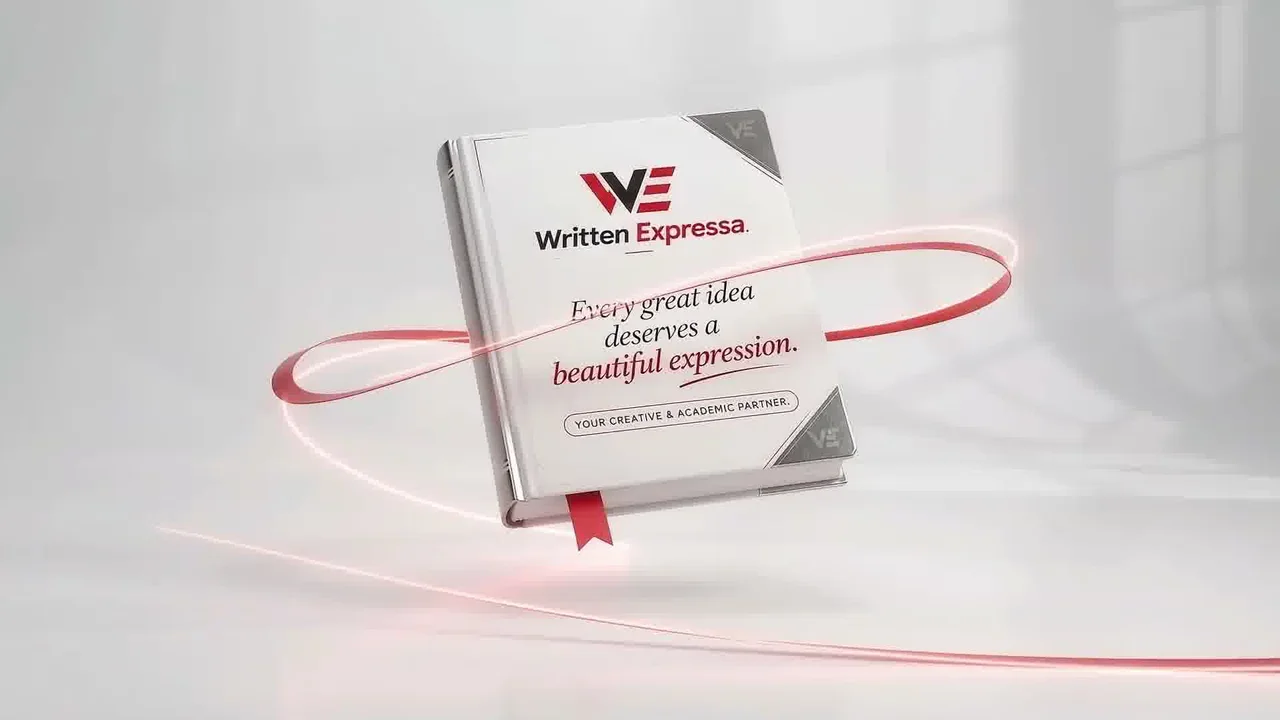 WE
WE
Written Expressa.
Every great idea
deserves a
beautiful expression.
YOUR CREATIVE & ACADEMIC PARTNER.
WE